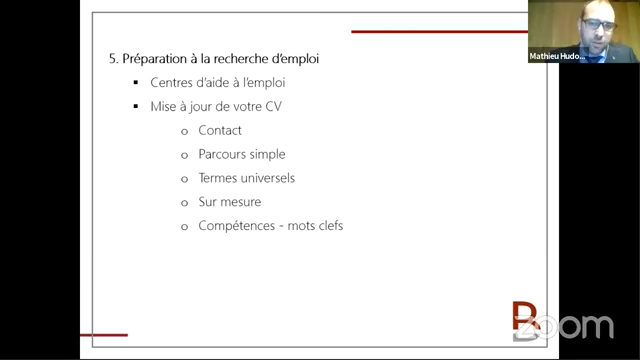 Mathieu Hudo...
5. Préparation à la recherche d'emploi
▪ Centres d'aide à l'emploi
▪ Mise à jour de votre CV
o Contact
o Parcours simple
o Termes universels
o Sur mesure
o Compétences - mots clefs
zoom